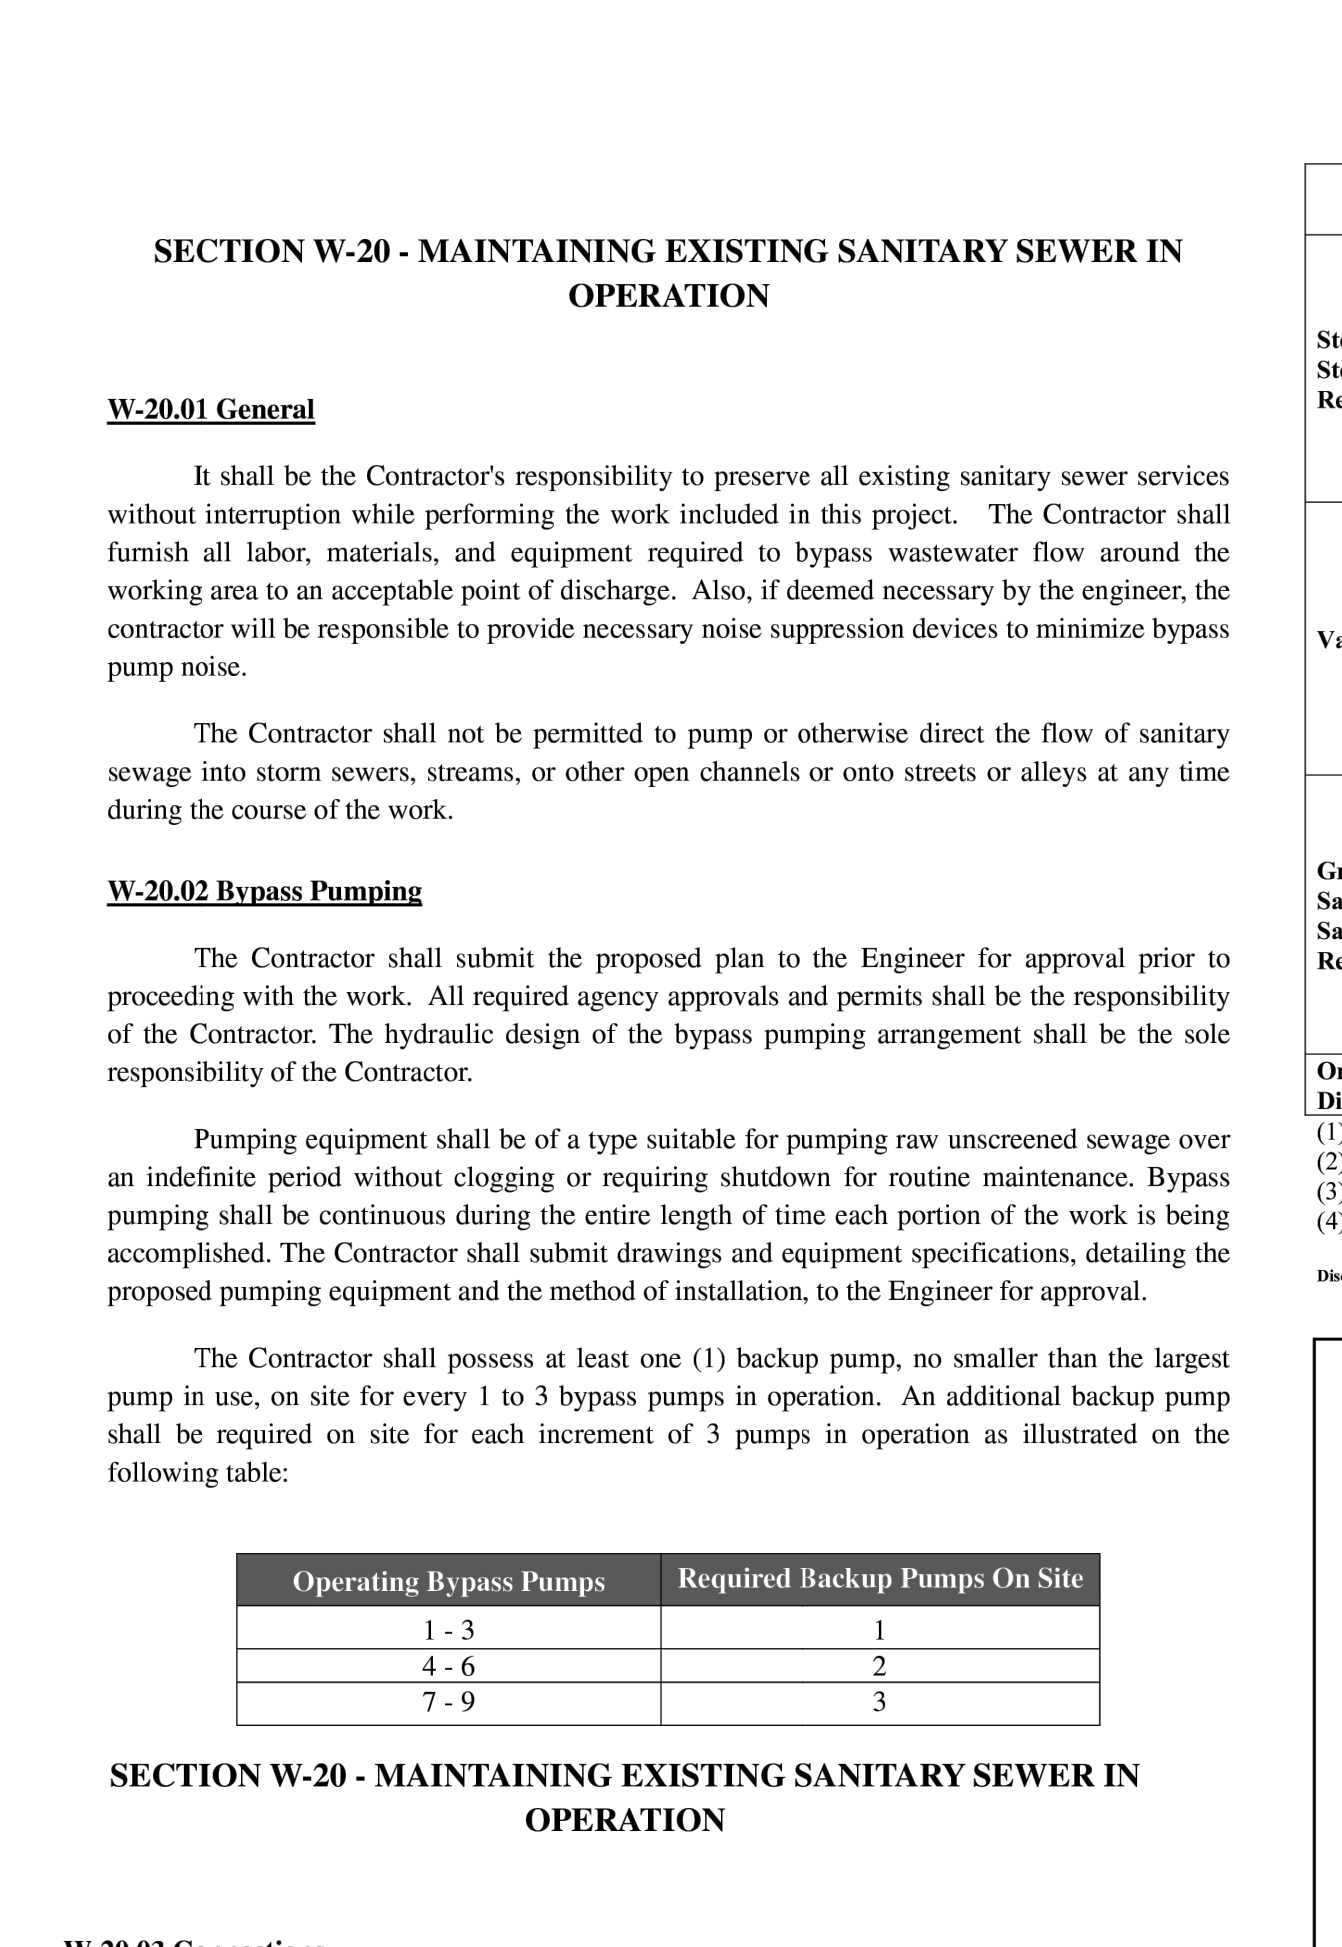 SECTION W-20 - MAINTAINING EXISTING SANITARY SEWER IN
OPERATION
W-20.01 General
It shall be the Contractor's responsibility to preserve all existing sanitary sewer services
without interruption while performing the work included in this project. The Contractor shall
furnish all labor, materials, and equipment required to bypass wastewater flow around the
working area to an acceptable point of discharge. Also, if deemed necessary by the engineer, the
contractor will be responsible to provide necessary noise suppression devices to minimize bypass
pump noise.
The Contractor shall not be permitted to pump or otherwise direct the flow of sanitary
sewage into storm sewers, streams, or other open channels or onto streets or alleys at any time
during the course of the work.
W-20.02 Bypass Pumping
The Contractor shall submit the proposed plan to the Engineer for approval prior to
proceeding with the work. All required agency approvals and permits shall be the responsibility
of the Contractor. The hydraulic design of the bypass pumping arrangement shall be the sole
responsibility of the Contractor.
Pumping equipment shall be of a type suitable for pumping raw unscreened sewage over
an indefinite period without clogging or requiring shutdown for routine maintenance. Bypass
pumping shall be continuous during the entire length of time each portion of the work is being
accomplished. The Contractor shall submit drawings and equipment specifications, detailing the
proposed pumping equipment and the method of installation, to the Engineer for approval.
The Contractor shall possess at least one (1) backup pump, no smaller than the largest
pump in use, on site for every 1 to 3 bypass pumps in operation. An additional backup pump
shall be required on site for each increment of 3 pumps in operation as illustrated on the
following table:
Operating Bypass Pumps Required Backup Pumps On Site
1 - 3 1
4 - 6 2
7 - 9 3
SECTION W-20 - MAINTAINING EXISTING SANITARY SEWER IN
OPERATION
(1)
(2)
(3)
(4)